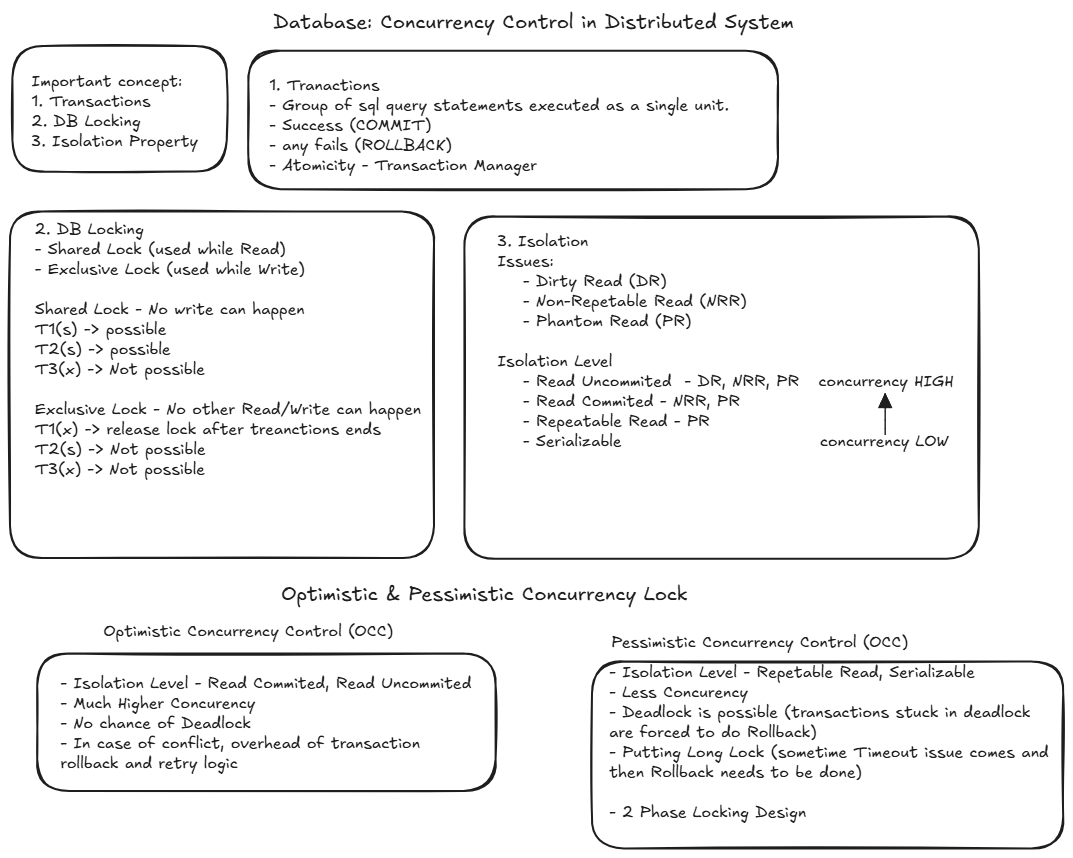 Database: Concurrency Control in Distributed System
Important concept:
1. Transactions
2. DB Locking
3. Isolation Property
1. Tranactions
- Group of sql query statements executed as a single unit.
- Success (COMMIT)
- any fails (ROLLBACK)
- Atomicity - Transaction Manager
2. DB Locking
- Shared Lock (used while Read)
- Exclusive Lock (used while Write)
Shared Lock - No write can happen
T1(s) -> possible
T2(s) -> possible
T3(x) -> Not possible
Exclusive Lock - No other Read/Write can happen
T1(x) -> release lock after treanctions ends
T2(s) -> Not possible
T3(x) -> Not possible
3. Isolation
Issues:
- Dirty Read (DR)
- Non-Repetable Read (NRR)
- Phantom Read (PR)
Isolation Level
- Read Uncommited - DR, NRR, PR
- Read Commited - NRR, PR
- Repeatable Read - PR
- Serializable
concurrency HIGH
concurrency LOW
Optimistic & Pessimistic Concurrency Lock
Optimistic Concurrency Control (OCC)
- Isolation Level - Read Commited, Read Uncommited
- Much Higher Concurency
- No chance of Deadlock
- In case of conflict, overhead of transaction
rollback and retry logic
Pessimistic Concurrency Control (OCC)
- Isolation Level - Repetable Read, Serializable
- Less Concurency
- Deadlock is possible (transactions stuck in deadlock
are forced to do Rollback)
- Putting Long Lock (sometime Timeout issue comes and
then Rollback needs to be done)
- 2 Phase Locking Design